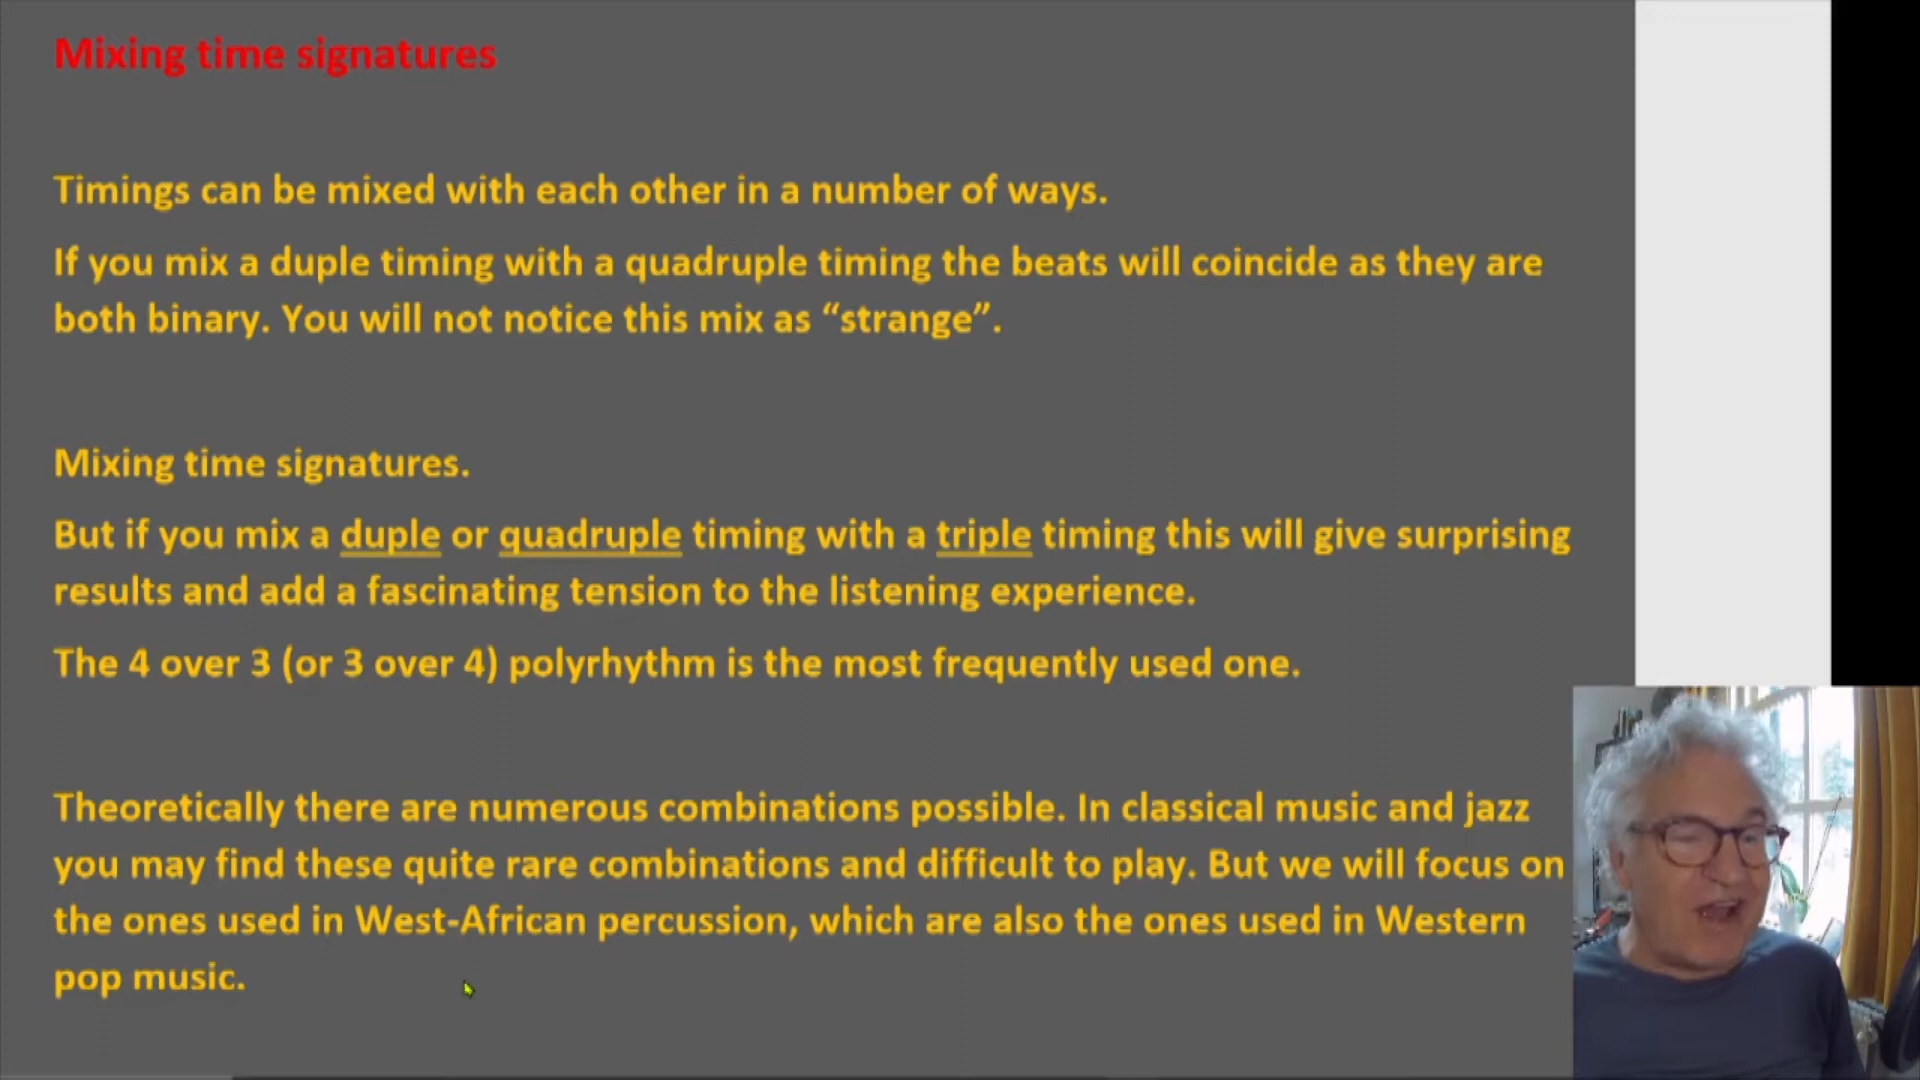 Mixing time signatures
Timings can be mixed with each other in a number of ways.
If you mix a duple timing with a quadruple timing the beats will coincide as they are
both binary. You will not notice this mix as “strange”.
Mixing time signatures.
But if you mix a duple or quadruple timing with a triple timing this will give surprising
results and add a fascinating tension to the listening experience.
The 4 over 3 (or 3 over 4) polyrhythm is the most frequently used one.
Theoretically there are numerous combinations possible. In classical music and jazz
you may find these quite rare combinations and difficult to play. But we will focus on
the ones used in West-African percussion, which are also the ones used in Western
pop music.